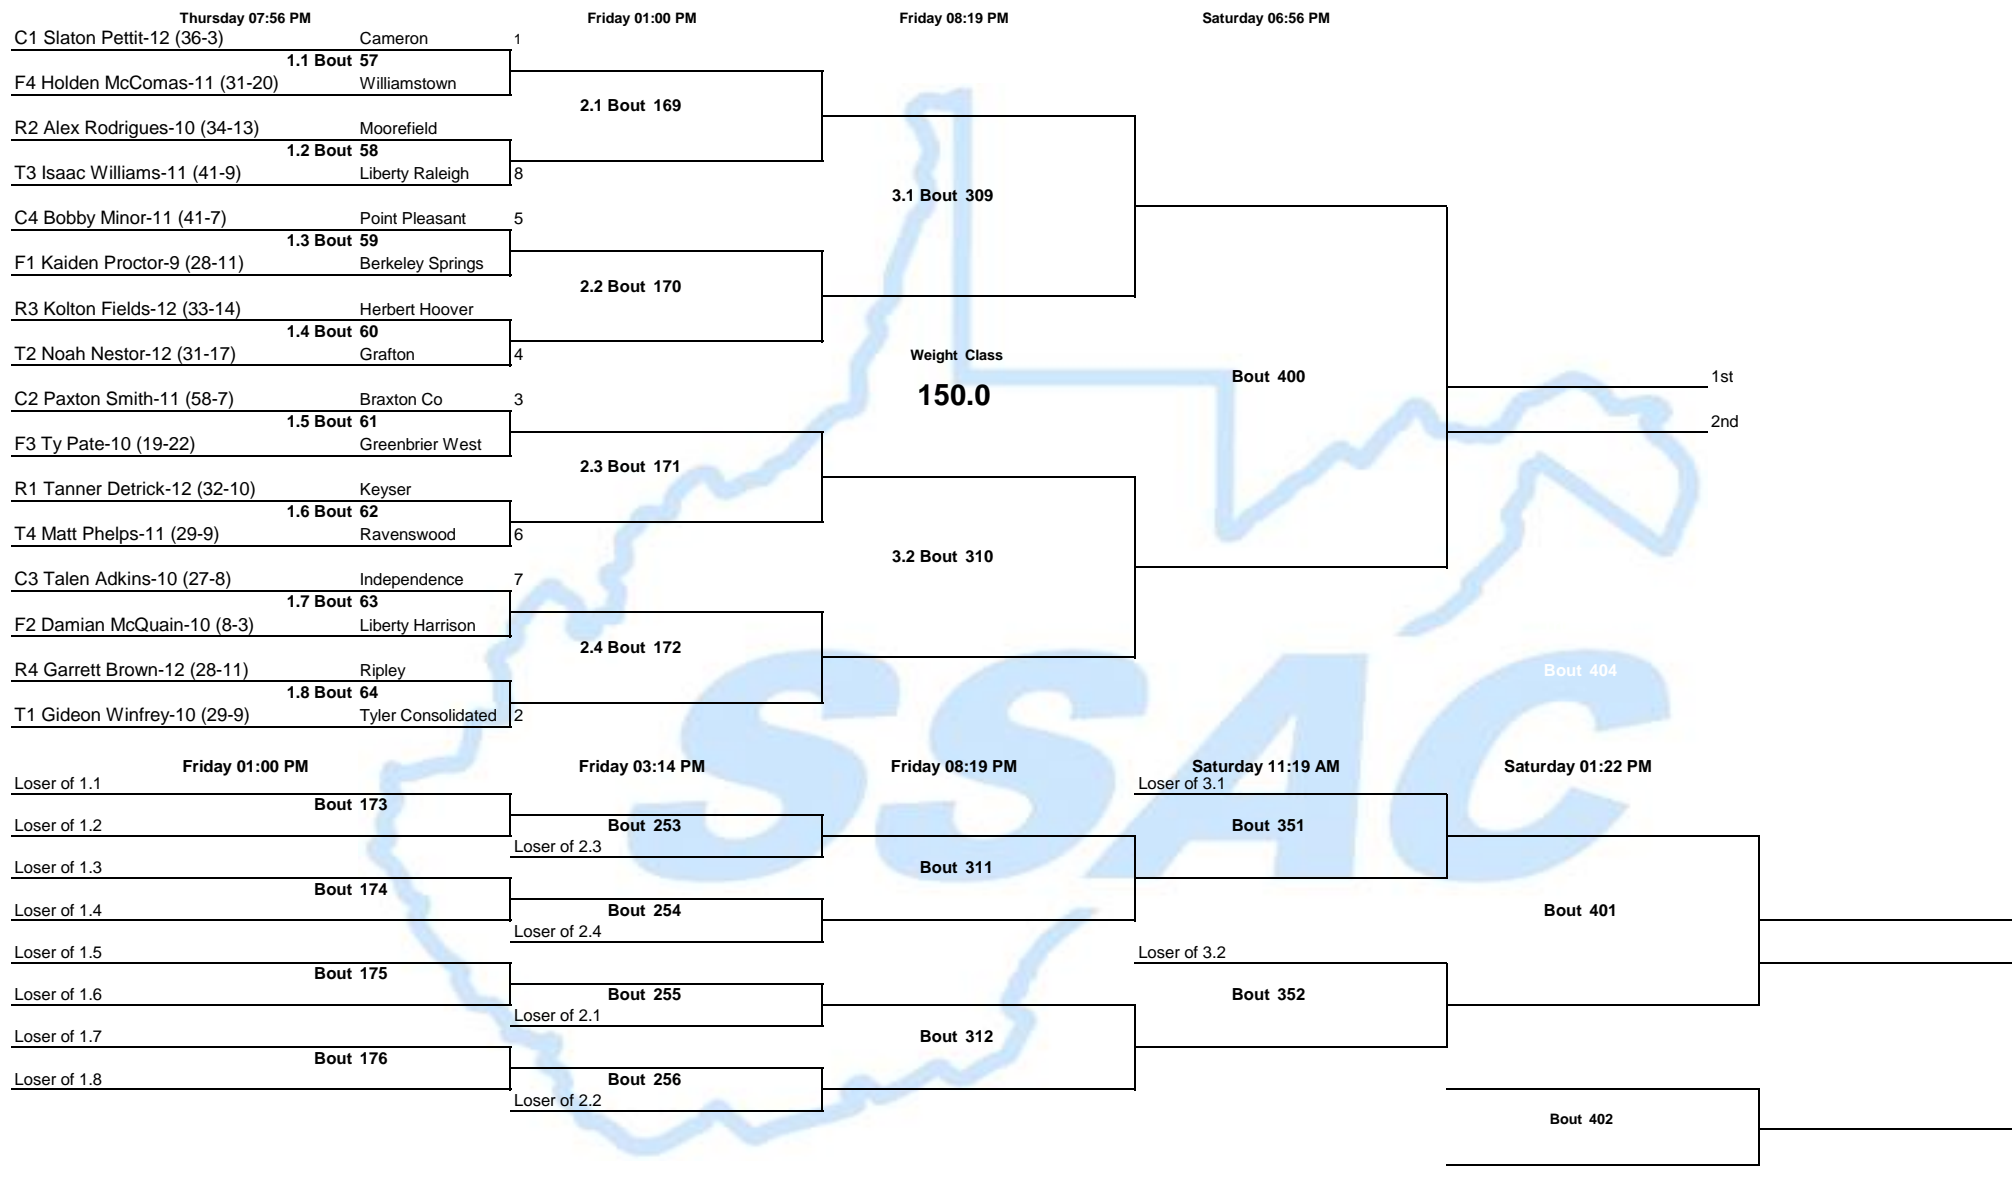 Thursday 07:56 PM Friday 01:00 PM Friday 08:19 PM Saturday 06:56 PM
C1 Slaton Pettit-12 (36-3) Cameron 1
1.1 Bout 57
F4 Holden McComas-11 (31-20) Williamstown
2.1 Bout 169
R2 Alex Rodrigues-10 (34-13) Moorefield
1.2 Bout 58
T3 Isaac Williams-11 (41-9) Liberty Raleigh 8
3.1 Bout 309
C4 Bobby Minor-11 (41-7) Point Pleasant 5
1.3 Bout 59
F1 Kaiden Proctor-9 (28-11) Berkeley Springs
2.2 Bout 170
R3 Kolton Fields-12 (33-14) Herbert Hoover
1.4 Bout 60
T2 Noah Nestor-12 (31-17) Grafton 4
Weight Class
Bout 400
1st
150.0
C2 Paxton Smith-11 (58-7) Braxton Co 3
1.5 Bout 61
2nd
F3 Ty Pate-10 (19-22) Greenbrier West
2.3 Bout 171
R1 Tanner Detrick-12 (32-10) Keyser
1.6 Bout 62
T4 Matt Phelps-11 (29-9) Ravenswood 6
3.2 Bout 310
C3 Talen Adkins-10 (27-8) Independence 7
1.7 Bout 63
F2 Damian McQuain-10 (8-3) Liberty Harrison
2.4 Bout 172
R4 Garrett Brown-12 (28-11) Ripley
Bout 404
1.8 Bout 64
T1 Gideon Winfrey-10 (29-9) Tyler Consolidated 2
SSAC
Friday 01:00 PM Friday 03:14 PM Friday 08:19 PM Saturday 11:19 AM Saturday 01:22 PM
Loser of 1.1 Loser of 3.1
Bout 173
Loser of 1.2 Bout 253 Bout 351
Loser of 2.3
Loser of 1.3 Bout 311
Bout 174
Loser of 1.4 Bout 254 Bout 401
Loser of 2.4
Loser of 1.5 Loser of 3.2
Bout 175
Loser of 1.6 Bout 255 Bout 352
Loser of 2.1
Loser of 1.7 Bout 312
Bout 176
Loser of 1.8 Bout 256
Loser of 2.2
Bout 402